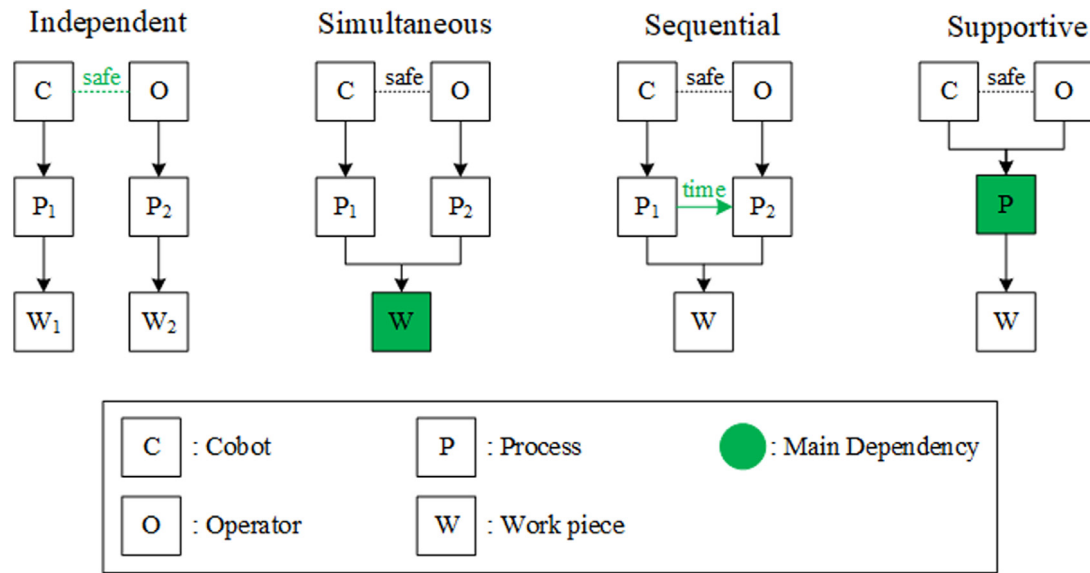 Independent Simultaneous Sequential Supportive
C safe O C safe O C safe O C safe O
P₁ P₂ P₁ P₂ P₁ time P₂ P
W₁ W₂ W W W
C : Cobot P : Process : Main Dependency
O : Operator W : Work piece